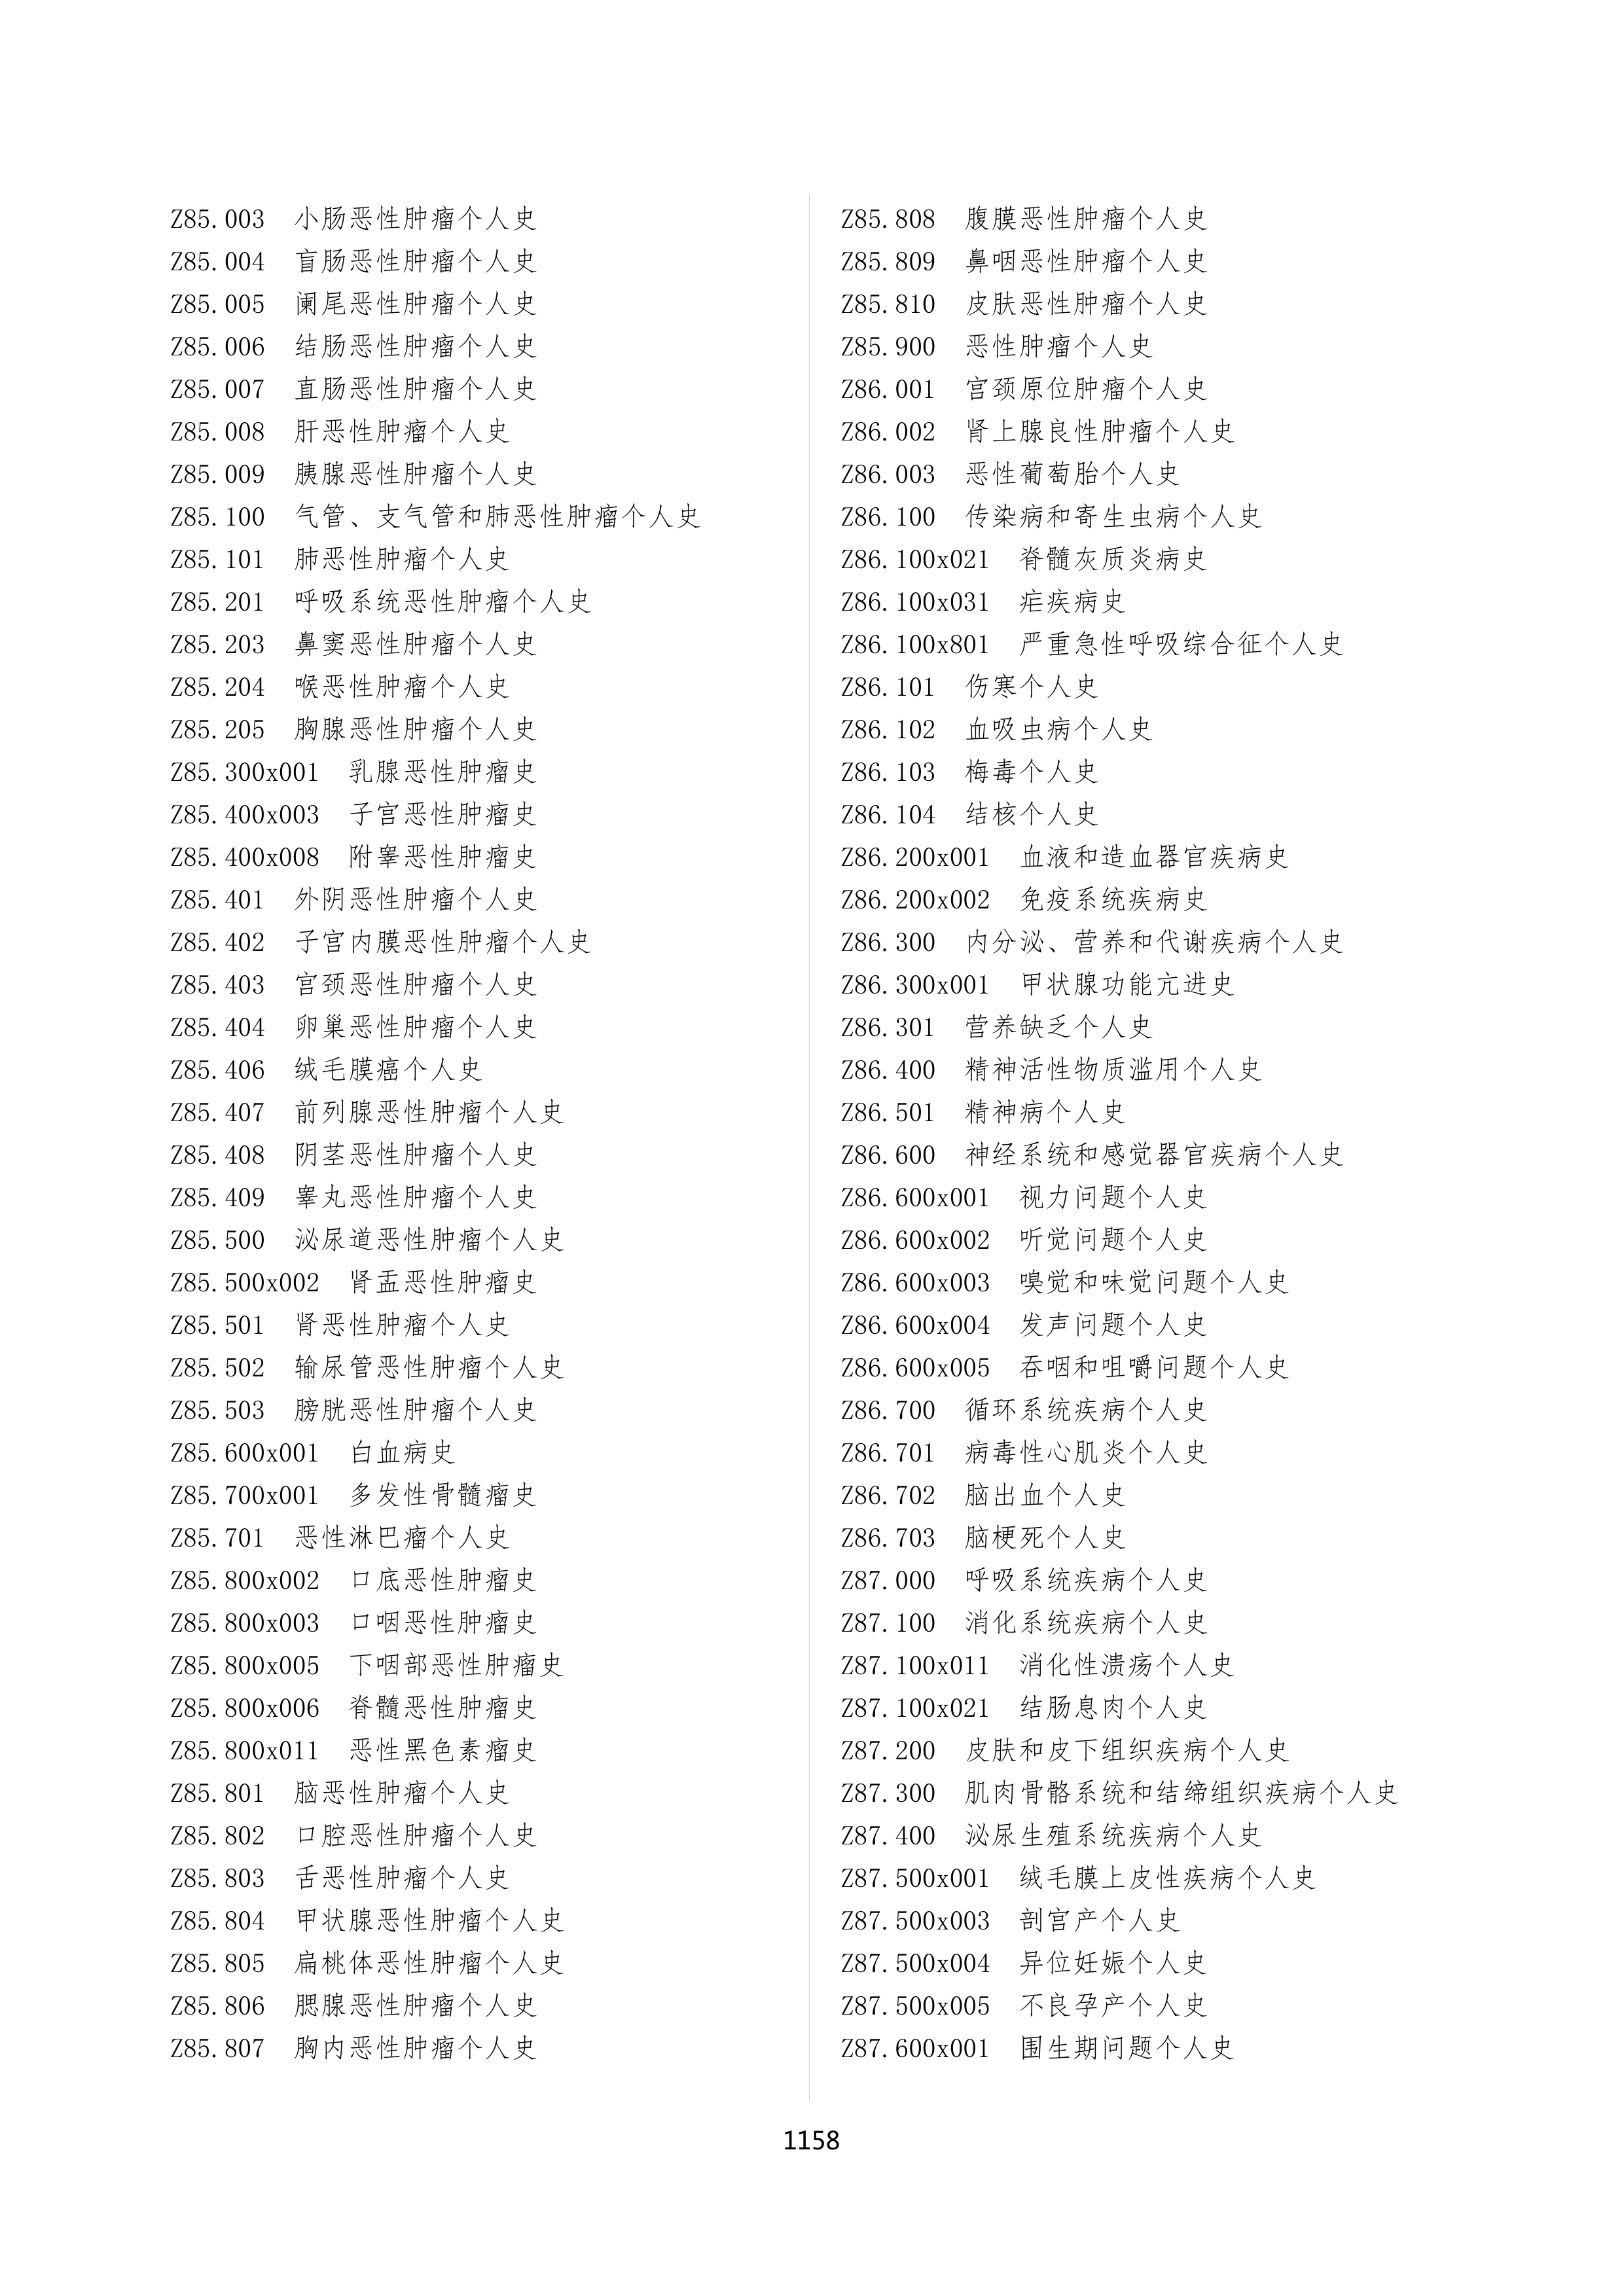 Z85.003 小肠恶性肿瘤个人史
Z85.004 盲肠恶性肿瘤个人史
Z85.005 阑尾恶性肿瘤个人史
Z85.006 结肠恶性肿瘤个人史
Z85.007 直肠恶性肿瘤个人史
Z85.008 肝恶性肿瘤个人史
Z85.009 胰腺恶性肿瘤个人史
Z85.100 气管、支气管和肺恶性肿瘤个人史
Z85.101 肺恶性肿瘤个人史
Z85.201 呼吸系统恶性肿瘤个人史
Z85.203 鼻窦恶性肿瘤个人史
Z85.204 喉恶性肿瘤个人史
Z85.205 胸腺恶性肿瘤个人史
Z85.300x001 乳腺恶性肿瘤史
Z85.400x003 子宫恶性肿瘤史
Z85.400x008 附睾恶性肿瘤史
Z85.401 外阴恶性肿瘤个人史
Z85.402 子宫内膜恶性肿瘤个人史
Z85.403 宫颈恶性肿瘤个人史
Z85.404 卵巢恶性肿瘤个人史
Z85.406 绒毛膜癌个人史
Z85.407 前列腺恶性肿瘤个人史
Z85.408 阴茎恶性肿瘤个人史
Z85.409 睾丸恶性肿瘤个人史
Z85.500 泌尿道恶性肿瘤个人史
Z85.500x002 肾盂恶性肿瘤史
Z85.501 肾恶性肿瘤个人史
Z85.502 输尿管恶性肿瘤个人史
Z85.503 膀胱恶性肿瘤个人史
Z85.600x001 白血病史
Z85.700x001 多发性骨髓瘤史
Z85.701 恶性淋巴瘤个人史
Z85.800x002 口底恶性肿瘤史
Z85.800x003 口咽恶性肿瘤史
Z85.800x005 下咽部恶性肿瘤史
Z85.800x006 脊髓恶性肿瘤史
Z85.800x011 恶性黑色素瘤史
Z85.801 脑恶性肿瘤个人史
Z85.802 口腔恶性肿瘤个人史
Z85.803 舌恶性肿瘤个人史
Z85.804 甲状腺恶性肿瘤个人史
Z85.805 扁桃体恶性肿瘤个人史
Z85.806 腮腺恶性肿瘤个人史
Z85.807 胸内恶性肿瘤个人史
Z85.808 腹膜恶性肿瘤个人史
Z85.809 鼻咽恶性肿瘤个人史
Z85.810 皮肤恶性肿瘤个人史
Z85.900 恶性肿瘤个人史
Z86.001 宫颈原位肿瘤个人史
Z86.002 肾上腺良性肿瘤个人史
Z86.003 恶性葡萄胎个人史
Z86.100 传染病和寄生虫病个人史
Z86.100x021 脊髓灰质炎病史
Z86.100x031 疟疾病史
Z86.100x801 严重急性呼吸综合征个人史
Z86.101 伤寒个人史
Z86.102 血吸虫病个人史
Z86.103 梅毒个人史
Z86.104 结核个人史
Z86.200x001 血液和造血器官疾病史
Z86.200x002 免疫系统疾病史
Z86.300 内分泌、营养和代谢疾病个人史
Z86.300x001 甲状腺功能亢进史
Z86.301 营养缺乏个人史
Z86.400 精神活性物质滥用个人史
Z86.501 精神病个人史
Z86.600 神经系统和感觉器官疾病个人史
Z86.600x001 视力问题个人史
Z86.600x002 听觉问题个人史
Z86.600x003 嗅觉和味觉问题个人史
Z86.600x004 发声问题个人史
Z86.600x005 吞咽和咀嚼问题个人史
Z86.700 循环系统疾病个人史
Z86.701 病毒性心肌炎个人史
Z86.702 脑出血个人史
Z86.703 脑梗死个人史
Z87.000 呼吸系统疾病个人史
Z87.100 消化系统疾病个人史
Z87.100x011 消化性溃疡个人史
Z87.100x021 结肠息肉个人史
Z87.200 皮肤和皮下组织疾病个人史
Z87.300 肌肉骨骼系统和结缔组织疾病个人史
Z87.400 泌尿生殖系统疾病个人史
Z87.500x001 绒毛膜上皮性疾病个人史
Z87.500x003 剖宫产个人史
Z87.500x004 异位妊娠个人史
Z87.500x005 不良孕产个人史
Z87.600x001 围生期问题个人史
1158